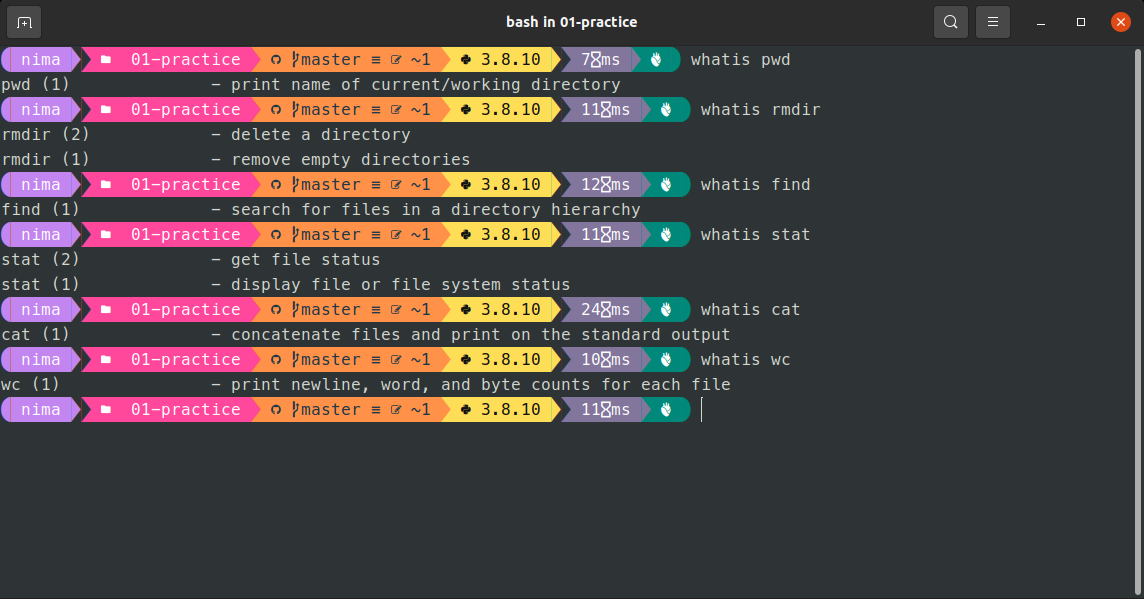 bash in 01-practice
nima 01-practice master ≡ ~1 3.8.10 7ms whatis pwd
pwd (1) - print name of current/working directory
nima 01-practice master ≡ ~1 3.8.10 11ms whatis rmdir
rmdir (2) - delete a directory
rmdir (1) - remove empty directories
nima 01-practice master ≡ ~1 3.8.10 12ms whatis find
find (1) - search for files in a directory hierarchy
nima 01-practice master ≡ ~1 3.8.10 11ms whatis stat
stat (2) - get file status
stat (1) - display file or file system status
nima 01-practice master ≡ ~1 3.8.10 24ms whatis cat
cat (1) - concatenate files and print on the standard output
nima 01-practice master ≡ ~1 3.8.10 10ms whatis wc
wc (1) - print newline, word, and byte counts for each file
nima 01-practice master ≡ ~1 3.8.10 11ms